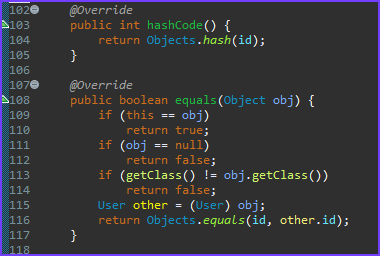 102 @Override
103 public int hashCode() {
104 return Objects.hash(id);
105 }
106
107 @Override
108 public boolean equals(Object obj) {
109 if (this == obj)
110 return true;
111 if (obj == null)
112 return false;
113 if (getClass() != obj.getClass())
114 return false;
115 User other = (User) obj;
116 return Objects.equals(id, other.id);
117 }
118